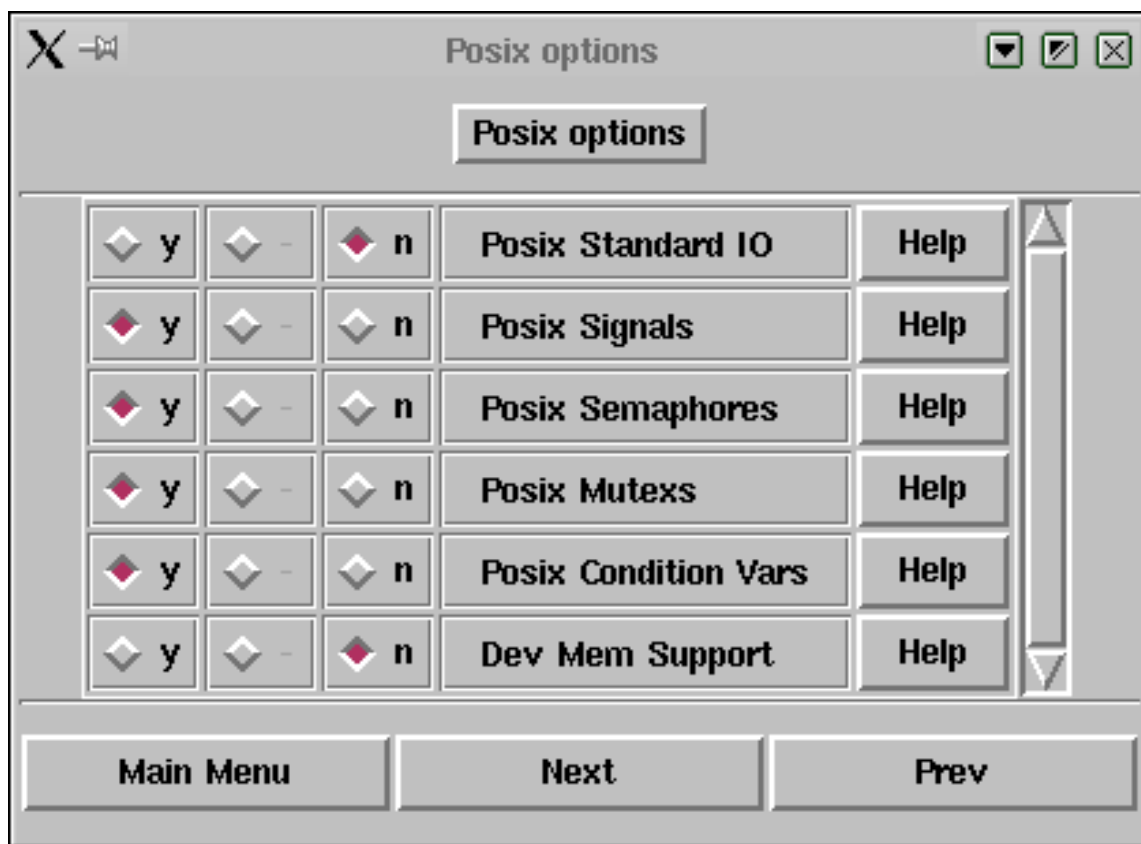 Posix options
Posix options
y - n Posix Standard IO Help
y - n Posix Signals Help
y - n Posix Semaphores Help
y - n Posix Mutexs Help
y - n Posix Condition Vars Help
y - n Dev Mem Support Help
Main Menu Next Prev